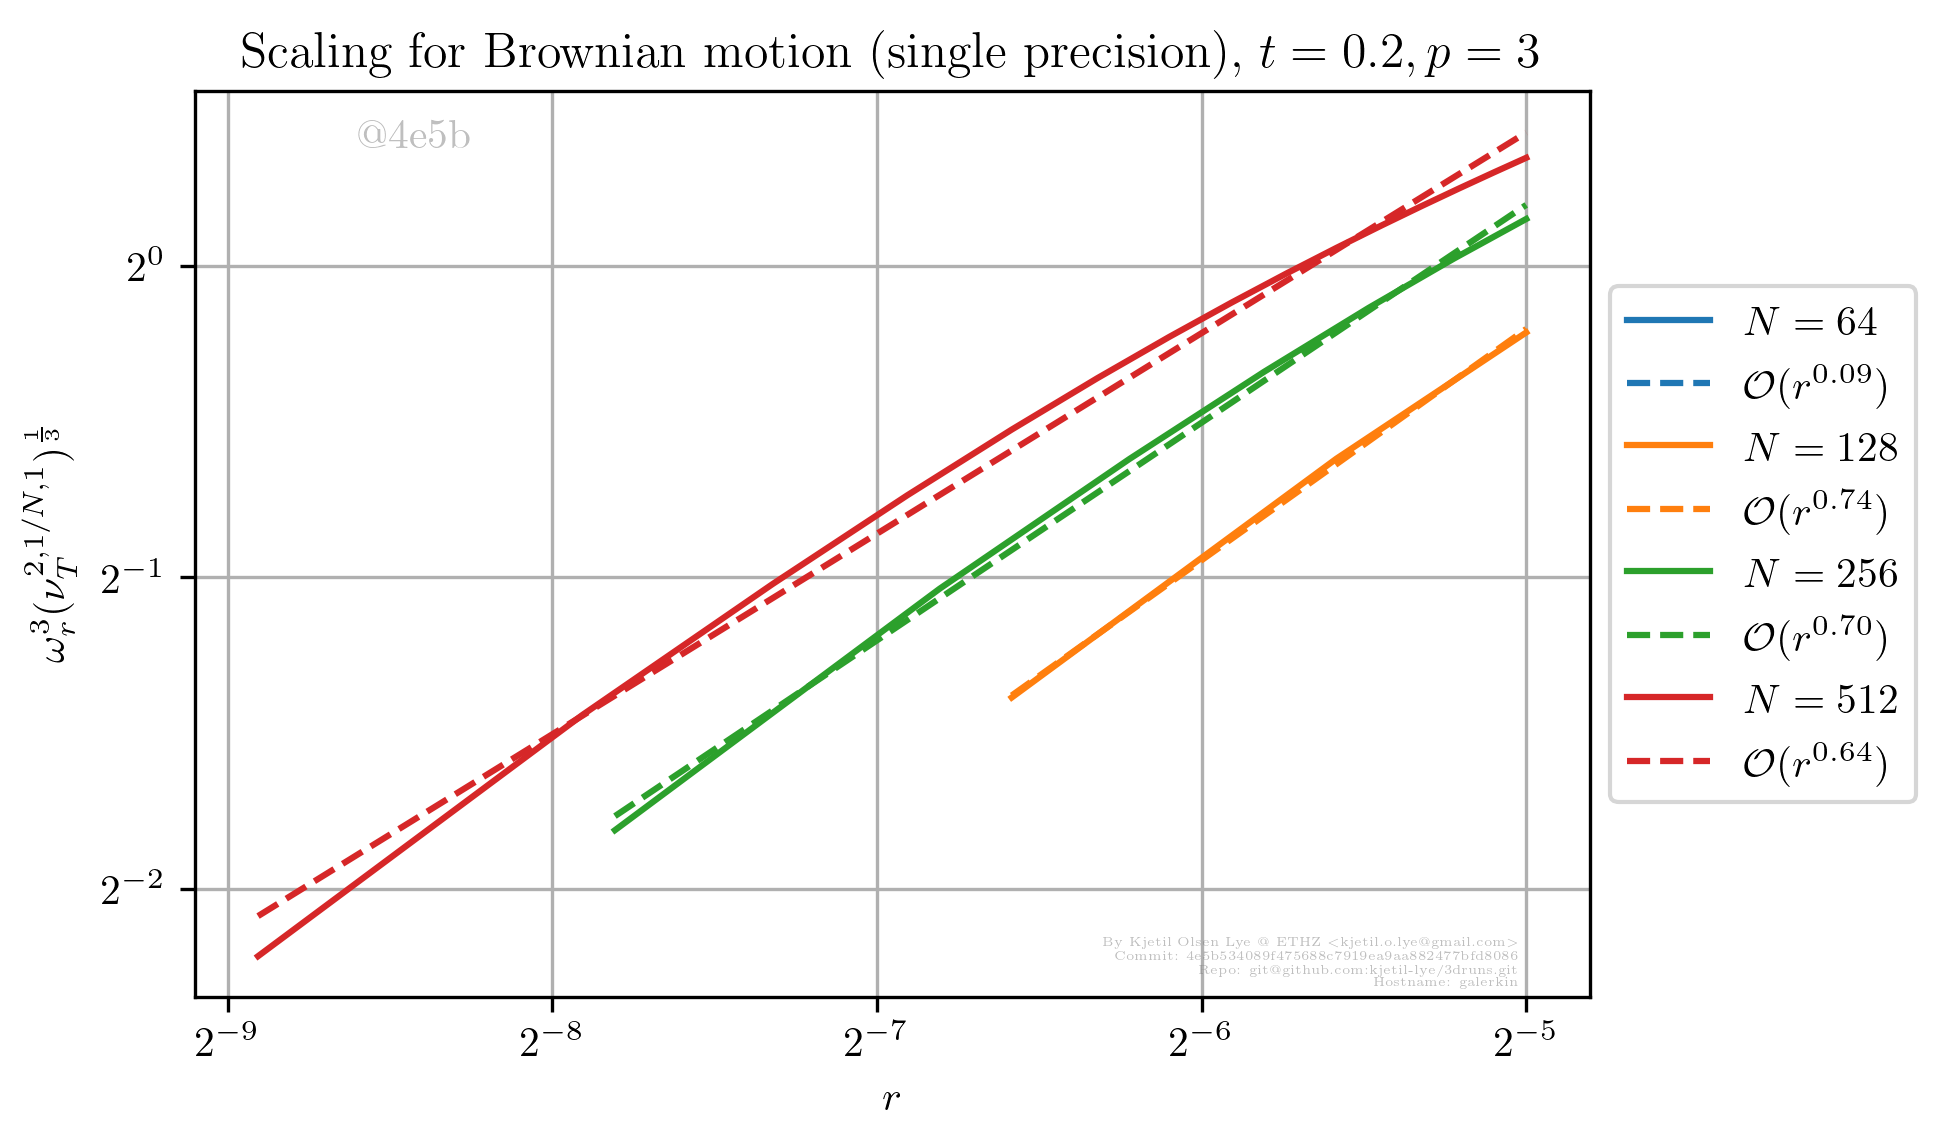 Scaling for Brownian motion (single precision), t = 0.2, p = 3
@4e5b
ω_r^3(ν_T^{2,1/N,1})^{1/3}
2^0
2^{-1}
2^{-2}
N = 64
𝒪(r^{0.09})
N = 128
𝒪(r^{0.74})
N = 256
𝒪(r^{0.70})
N = 512
𝒪(r^{0.64})
By Kjetil Olsen Lye @ ETHZ <kjetil.o.lye@gmail.com>
Commit: 4e5b534089f475688c7919ea9aa882477bfd8086
Repo: git@github.com:kjetil-lye/3druns.git
Hostname: galerkin
2^{-9} 2^{-8} 2^{-7} 2^{-6} 2^{-5}
r